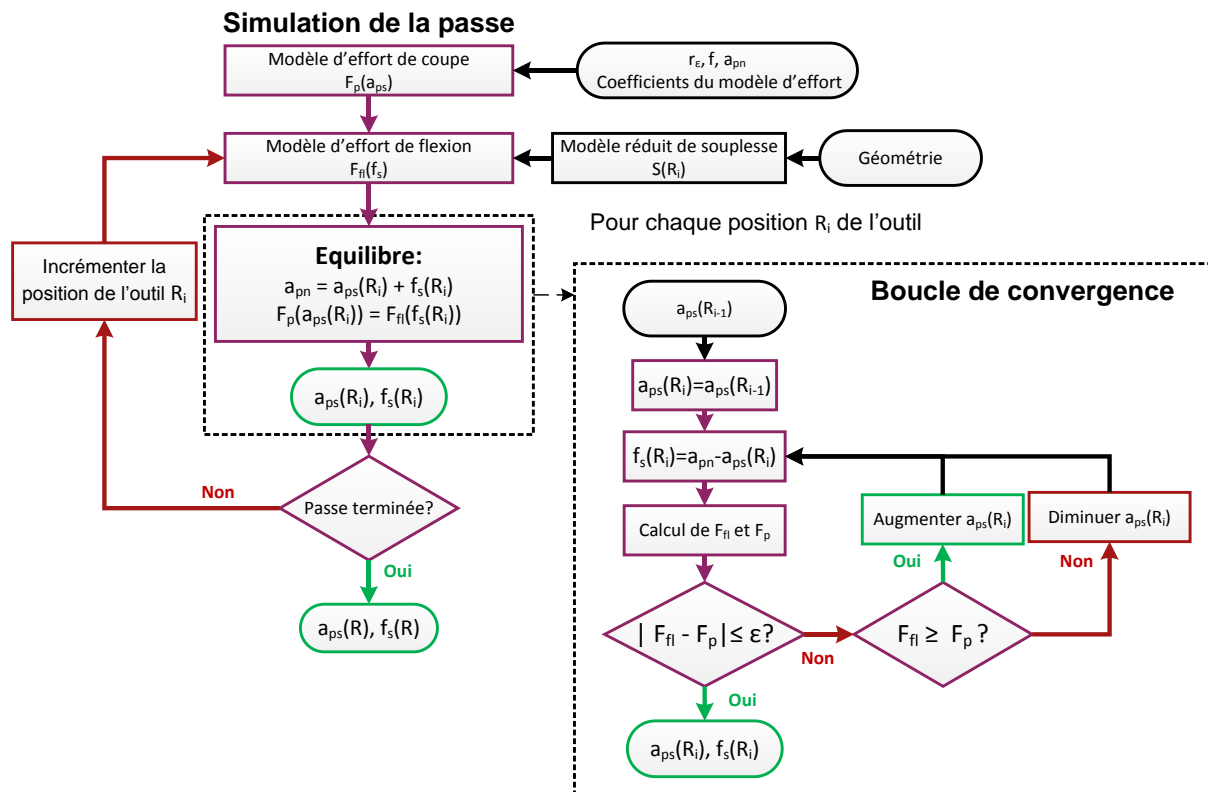 Simulation de la passe
Modèle d'effort de coupe
Fp(aps)
rε, f, apn
Coefficients du modèle d'effort
Modèle d'effort de flexion
Ffl(fs)
Modèle réduit de souplesse
S(Ri)
Géométrie
Pour chaque position Ri de l'outil
Incrémenter la
position de l'outil Ri
Equilibre:
apn = aps(Ri) + fs(Ri)
Fp(aps(Ri)) = Ffl(fs(Ri))
aps(Ri), fs(Ri)
Non
Passe terminée?
Oui
aps(R), fs(R)
Boucle de convergence
aps(Ri-1)
aps(Ri)=aps(Ri-1)
fs(Ri)=apn-aps(Ri)
Calcul de Ffl et Fp
Augmenter aps(Ri)
Diminuer aps(Ri)
Oui
Non
| Ffl - Fp| ≤ ε?
Non
Ffl ≥ Fp ?
Oui
aps(Ri), fs(Ri)